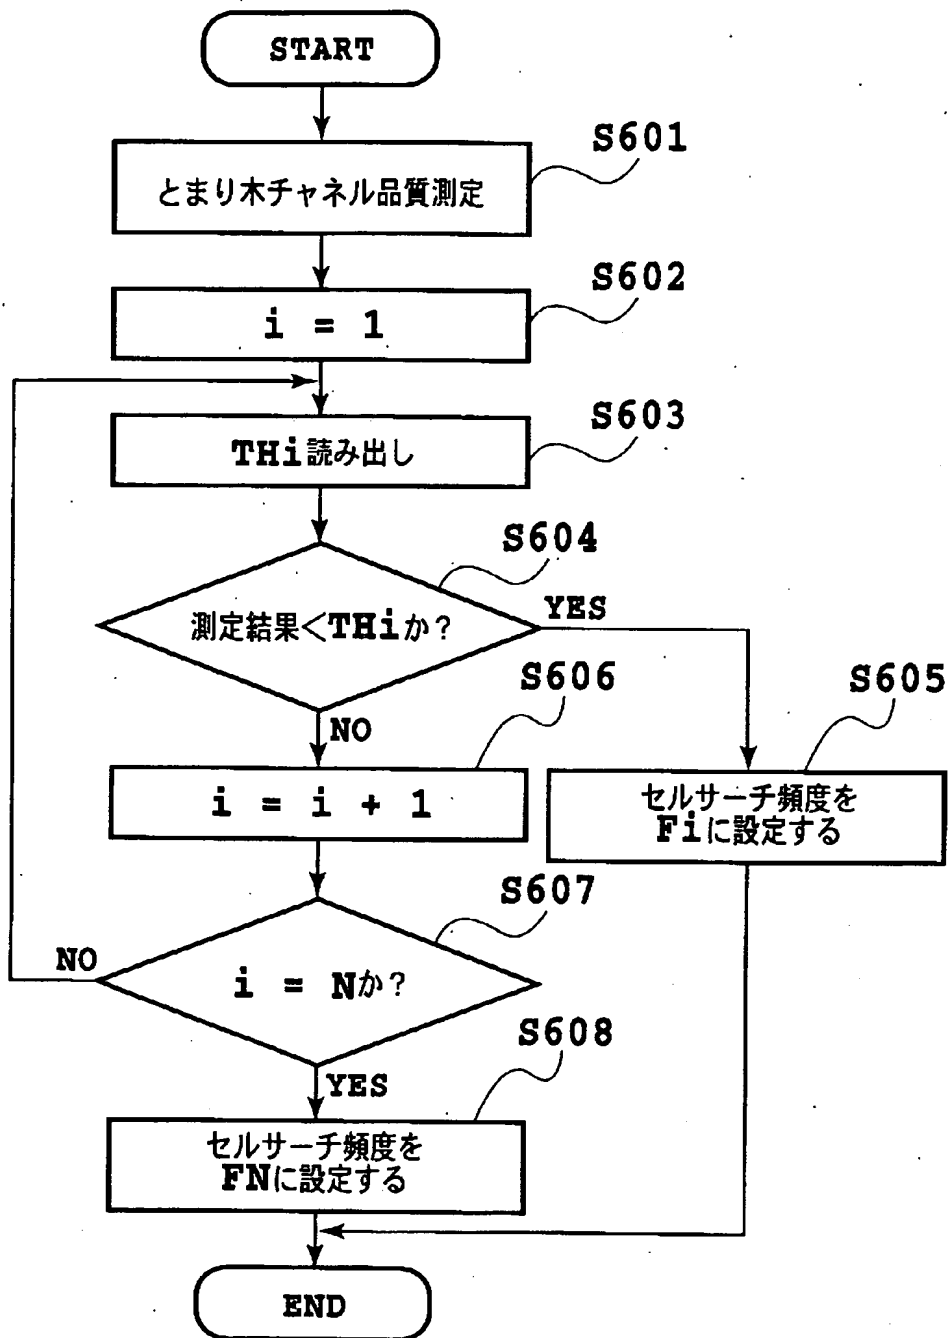 START
S601
とまり木チャネル品質測定
S602
i = 1
S603
THi読み出し
S604
測定結果<THiか?
YES
S606
S605
NO
i = i + 1
セルサーチ頻度を
Fiに設定する
S607
NO
i = Nか?
S608
YES
セルサーチ頻度を
FNに設定する
END